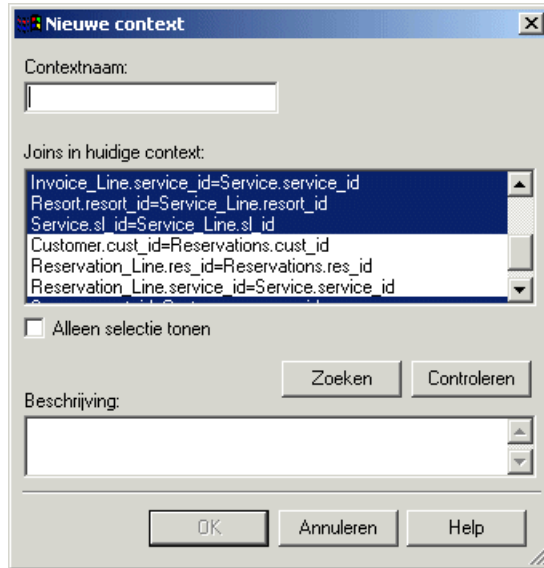 Nieuwe context
Contextnaam:
Joins in huidige context:
Invoice_Line.service_id=Service.service_id
Resort.resort_id=Service_Line.resort_id
Service.sl_id=Service_Line.sl_id
Customer.cust_id=Reservations.cust_id
Reservation_Line.res_id=Reservations.res_id
Reservation_Line.service_id=Service.service_id
Alleen selectie tonen
Zoeken Controleren
Beschrijving:
OK Annuleren Help